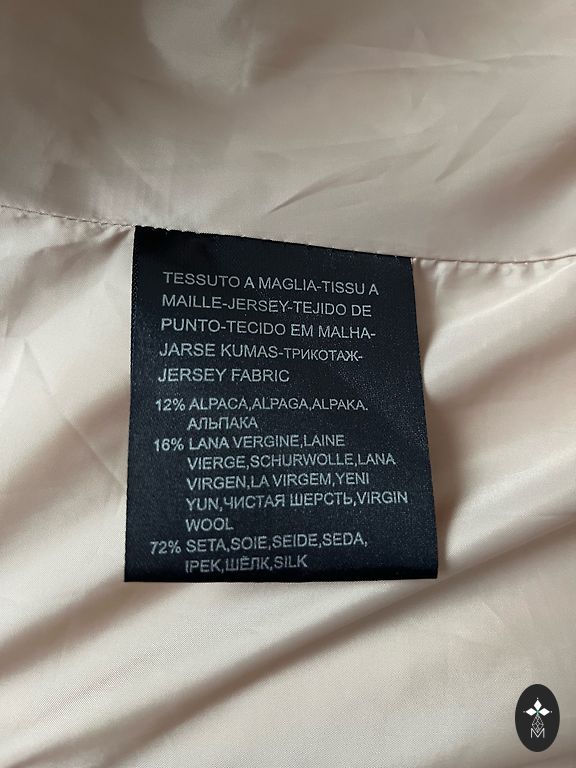 TESSUTO A MAGLIA-TISSU A
MAILLE-JERSEY-TEJIDO DE
PUNTO-TECIDO EM MALHA-
JARSE KUMAS-ТРИКОТАЖ-
JERSEY FABRIC
12% ALPACA,ALPAGA,ALPAKA.
АЛЬПАКА
16% LANA VERGINE,LAINE
VIERGE,SCHURWOLLE,LANA
VIRGEN,LA VIRGEM,YENI
YUN,ЧИСТАЯ ШЕРСТЬ,VIRGIN
WOOL
72% SETA,SOIE,SEIDE,SEDA,
IPEK,ШЁЛК,SILK
M